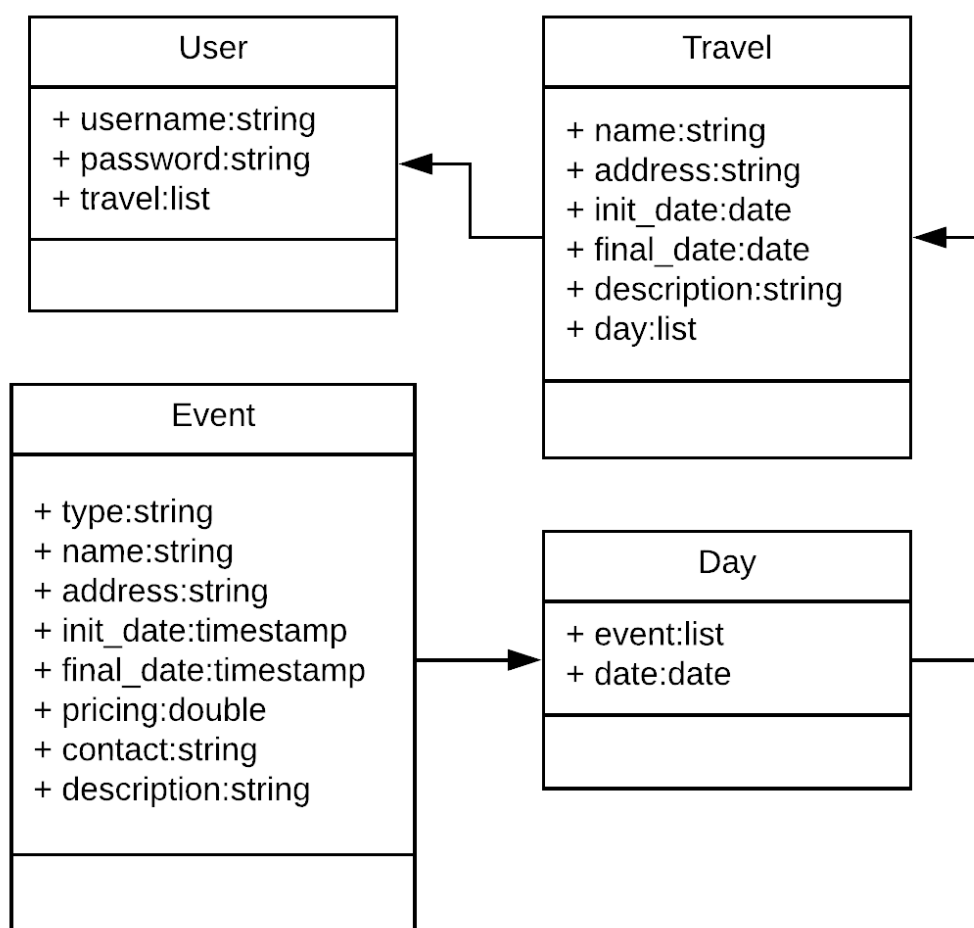 User
+ username:string
+ password:string
+ travel:list
Travel
+ name:string
+ address:string
+ init_date:date
+ final_date:date
+ description:string
+ day:list
Event
+ type:string
+ name:string
+ address:string
+ init_date:timestamp
+ final_date:timestamp
+ pricing:double
+ contact:string
+ description:string
Day
+ event:list
+ date:date